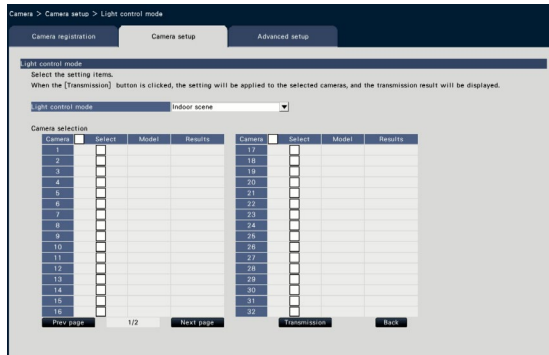 Camera > Camera setup > Light control mode
Camera registration Camera setup Advanced setup
Light control mode
Select the setting items.
When the [Transmission] button is clicked, the setting will be applied to the selected cameras, and the transmission result will be displayed.
Light control mode Indoor scene
Camera selection
Camera Select Model Results Camera Select Model Results
1 17
2 18
3 19
4 20
5 21
6 22
7 23
8 24
9 25
10 26
11 27
12 28
13 29
14 30
15 31
16 32
Prev page 1/2 Next page Transmission Back